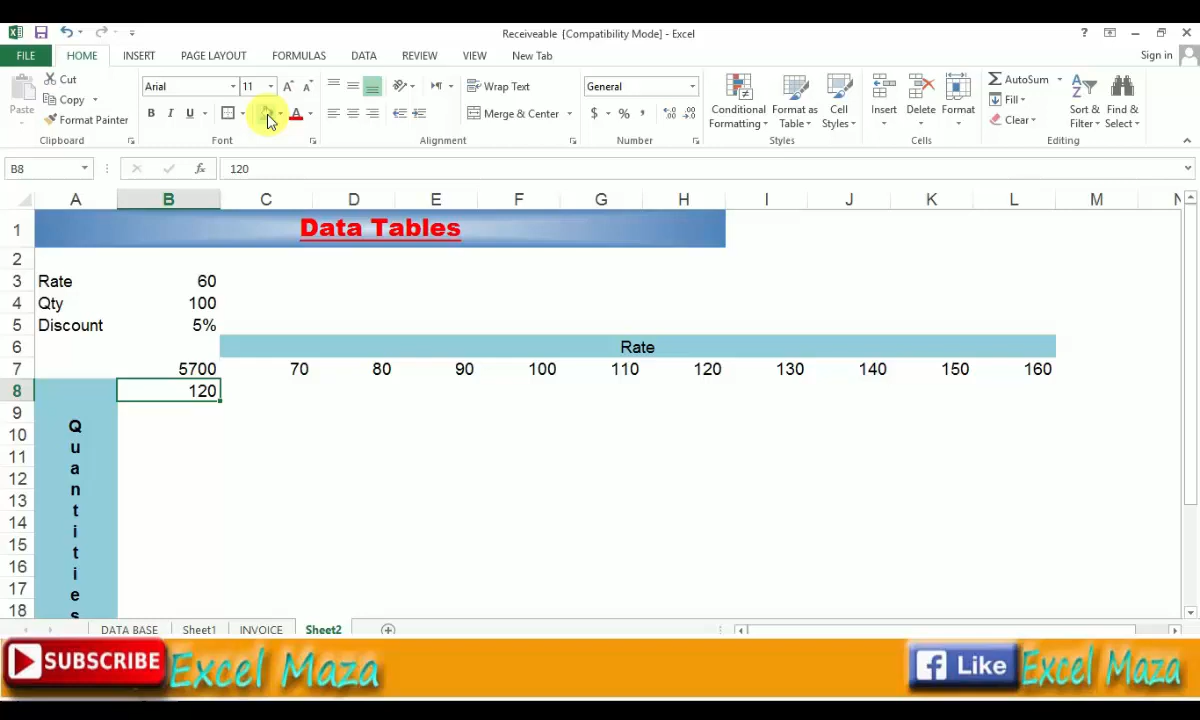 Receiveable [Compatibility Mode] - Excel
? 
Sign in
FILE HOME INSERT PAGE LAYOUT FORMULAS DATA REVIEW VIEW New Tab
Paste
Cut
Copy
Format Painter
Clipboard
Arial 11
B I U A
Font
Wrap Text
Merge & Center
Alignment
General
$ % ,
Number
Conditional Formatting
Format as Table
Cell Styles
Styles
Insert Delete Format
Cells
AutoSum
Fill
Clear
Sort & Filter
Find & Select
Editing
B8 fx 120
A B C D E F G H I J K L M N
1 Data Tables
2
3 Rate 60
4 Qty 100
5 Discount 5%
6 Rate
7 5700 70 80 90 100 110 120 130 140 150 160
8 120
9
10 Q
11 u
12 a
13 n
14 t
15 i
16 t
17 i
18 e
s
DATA BASE Sheet1 INVOICE Sheet2
SUBSCRIBE Excel Maza
f Like Excel Maza